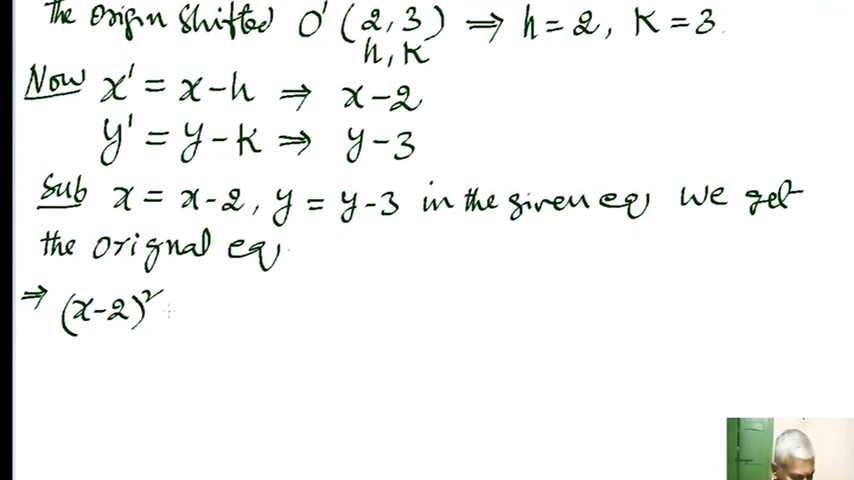 The Origin Shifted O' (2, 3) ⇒ h = 2, K = 3.
h, K
Now x' = x-h ⇒ x-2
y' = y-K ⇒ y-3
Sub x = x-2, y = y-3 in the given eq we get
the orignal eq
⇒ (x-2)²